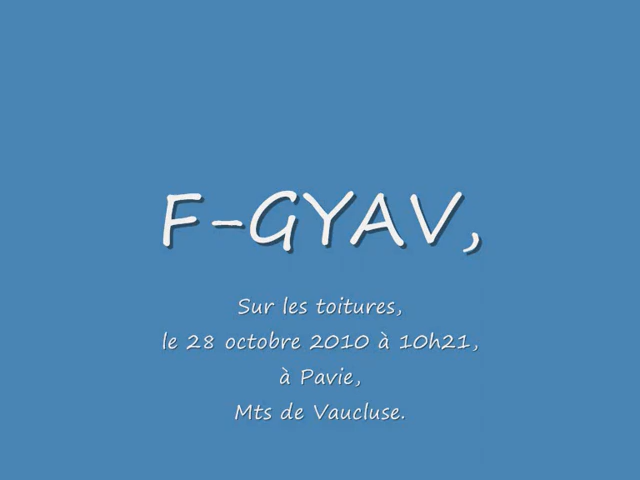 F-GYAV,
Sur les toitures,
le 28 octobre 2010 à 10h21,
à Pavie,
Mts de Vaucluse.